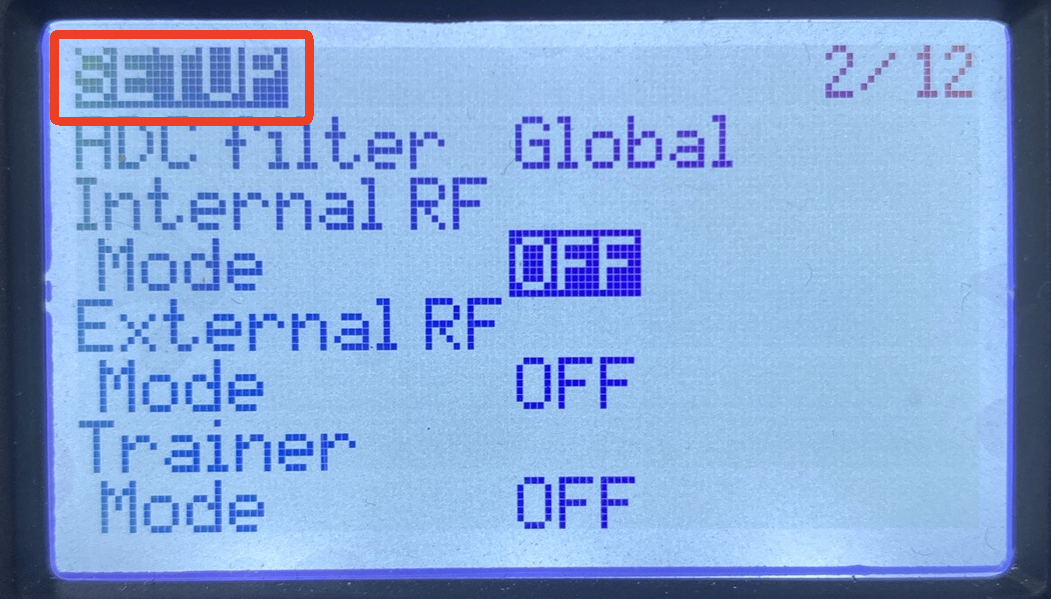 SETUP 2/12
ADC filter Global
Internal RF
Mode OFF
External RF
Mode OFF
Trainer
Mode OFF